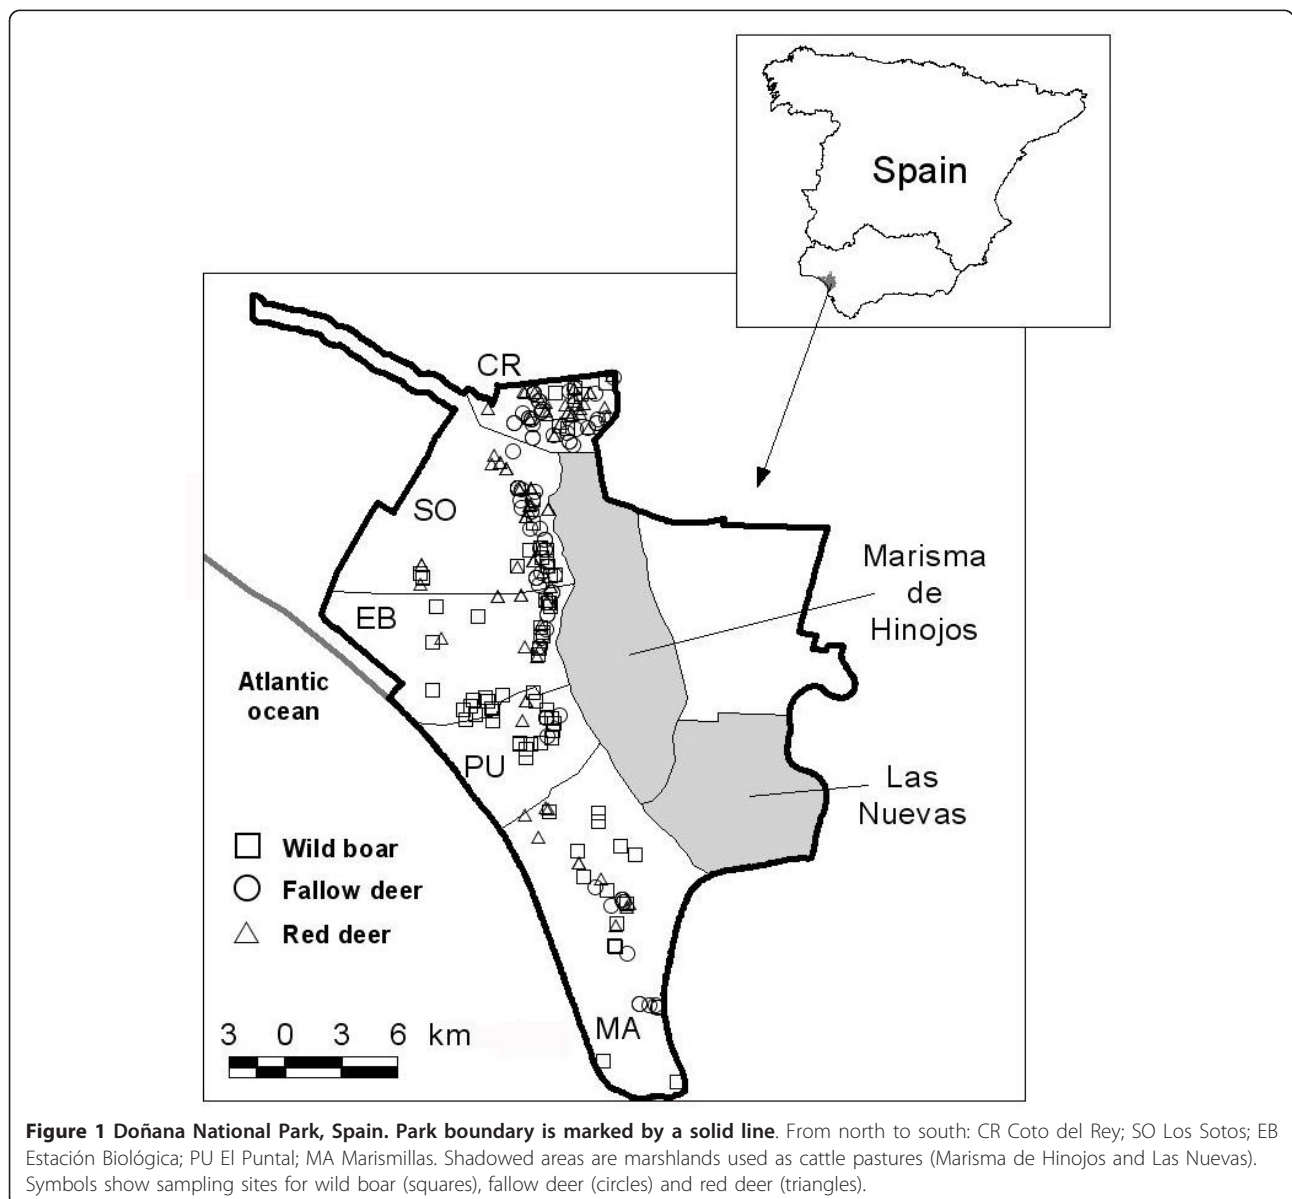 Spain
CR
SO
EB
Atlantic
ocean
PU
MA
Marisma
de
Hinojos
Las
Nuevas
Wild boar
Fallow deer
Red deer
3 0 3 6 km
Figure 1 Doñana National Park, Spain. Park boundary is marked by a solid line. From north to south: CR Coto del Rey; SO Los Sotos; EB
Estación Biológica; PU El Puntal; MA Marismillas. Shadowed areas are marshlands used as cattle pastures (Marisma de Hinojos and Las Nuevas).
Symbols show sampling sites for wild boar (squares), fallow deer (circles) and red deer (triangles).